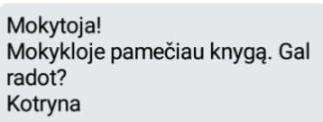 Mokytoja!
Mokykloje pamečiau knygą. Gal
radot?
Kotryna